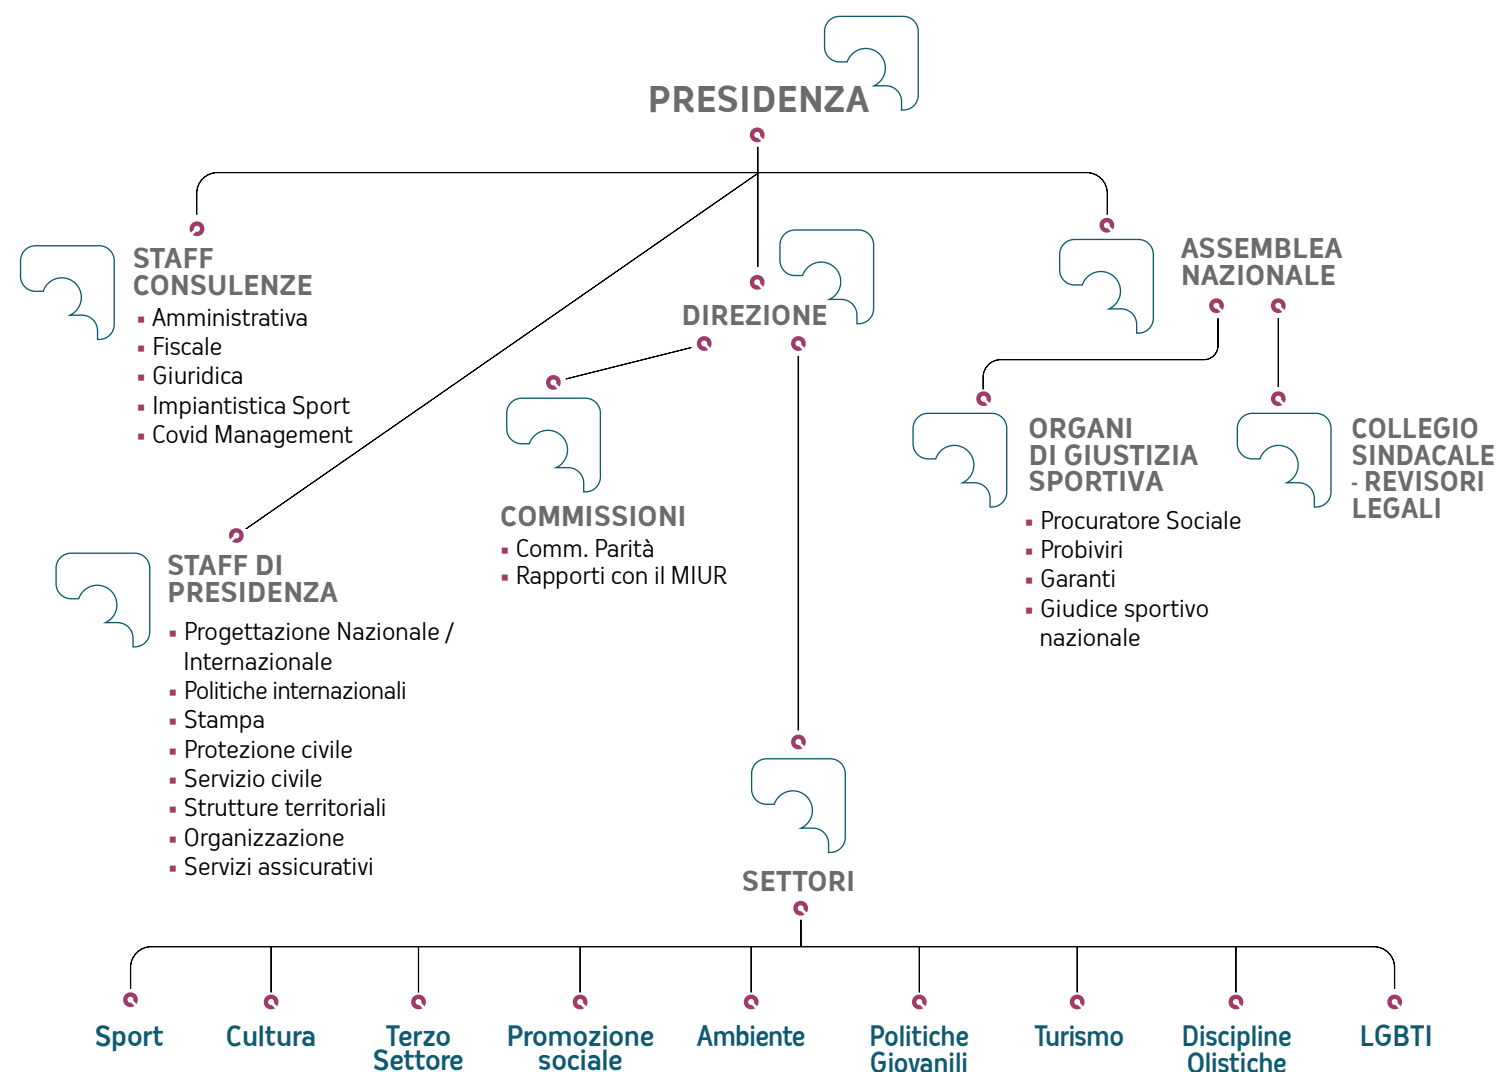 PRESIDENZA
STAFF
CONSULENZE
Amministrativa
Fiscale
Giuridica
Impiantistica Sport
Covid Management
STAFF DI
PRESIDENZA
Progettazione Nazionale /
Internazionale
Politiche internazionali
Stampa
Protezione civile
Servizio civile
Strutture territoriali
Organizzazione
Servizi assicurativi
DIREZIONE
COMMISSIONI
Comm. Parità
Rapporti con il MIUR
ASSEMBLEA
NAZIONALE
ORGANI
DI GIUSTIZIA
SPORTIVA
Procuratore Sociale
Probiviri
Garanti
Giudice sportivo
nazionale
COLLEGIO
SINDACALE
- REVISORI
LEGALI
SETTORI
Sport
Cultura
Terzo
Settore
Promozione
sociale
Ambiente
Politiche
Giovanili
Turismo
Discipline
Olistiche
LGBTI